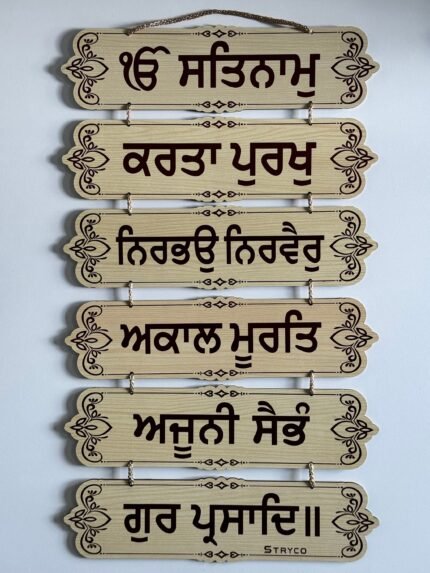 ੴ ਸਤਿਨਾਮੁ
ਕਰਤਾ ਪੁਰਖੁ
ਨਿਰਭਉ ਨਿਰਵੈਰੁ
ਅਕਾਲ ਮੂਰਤਿ
ਅਜੂਨੀ ਸੈਭੰ
ਗੁਰ ਪ੍ਰਸਾਦਿ॥
STRYCO